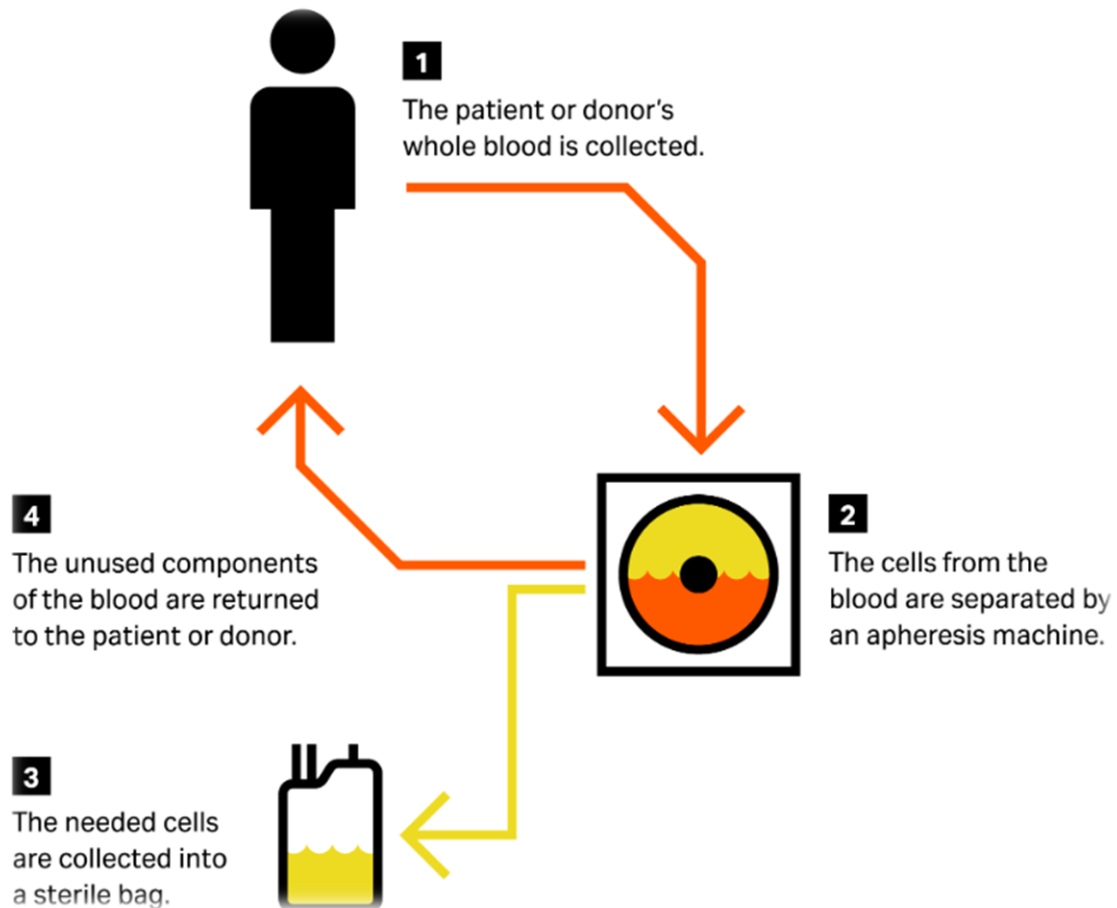 1
The patient or donor's
whole blood is collected.
2
The cells from the
blood are separated by
an apheresis machine.
3
The needed cells
are collected into
a sterile bag.
4
The unused components
of the blood are returned
to the patient or donor.